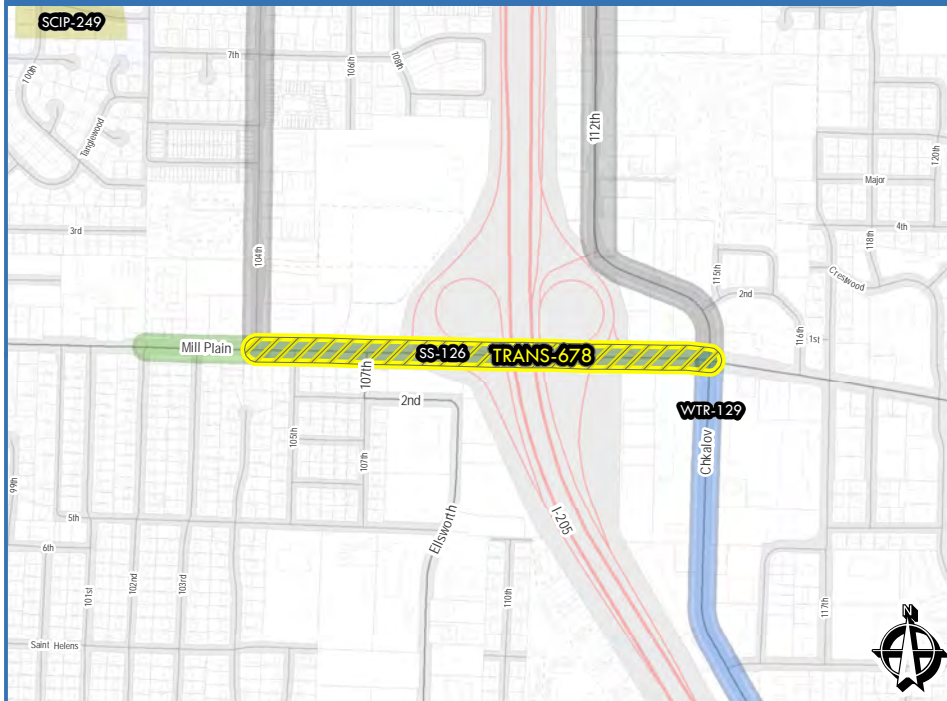 SCIP-249
7th
100th
Tanglewood
106th
108th
112th
120th
Major
3rd
104th
118th
4th
115th
Crestwood
2nd
116th
1st
Mill Plain
SS-126
TRANS-678
107th
2nd
WTR-129
Chkalov
105th
107th
99th
5th
Ellsworth
I-205
6th
101st
102nd
103rd
110th
117th
Saint Helens
N